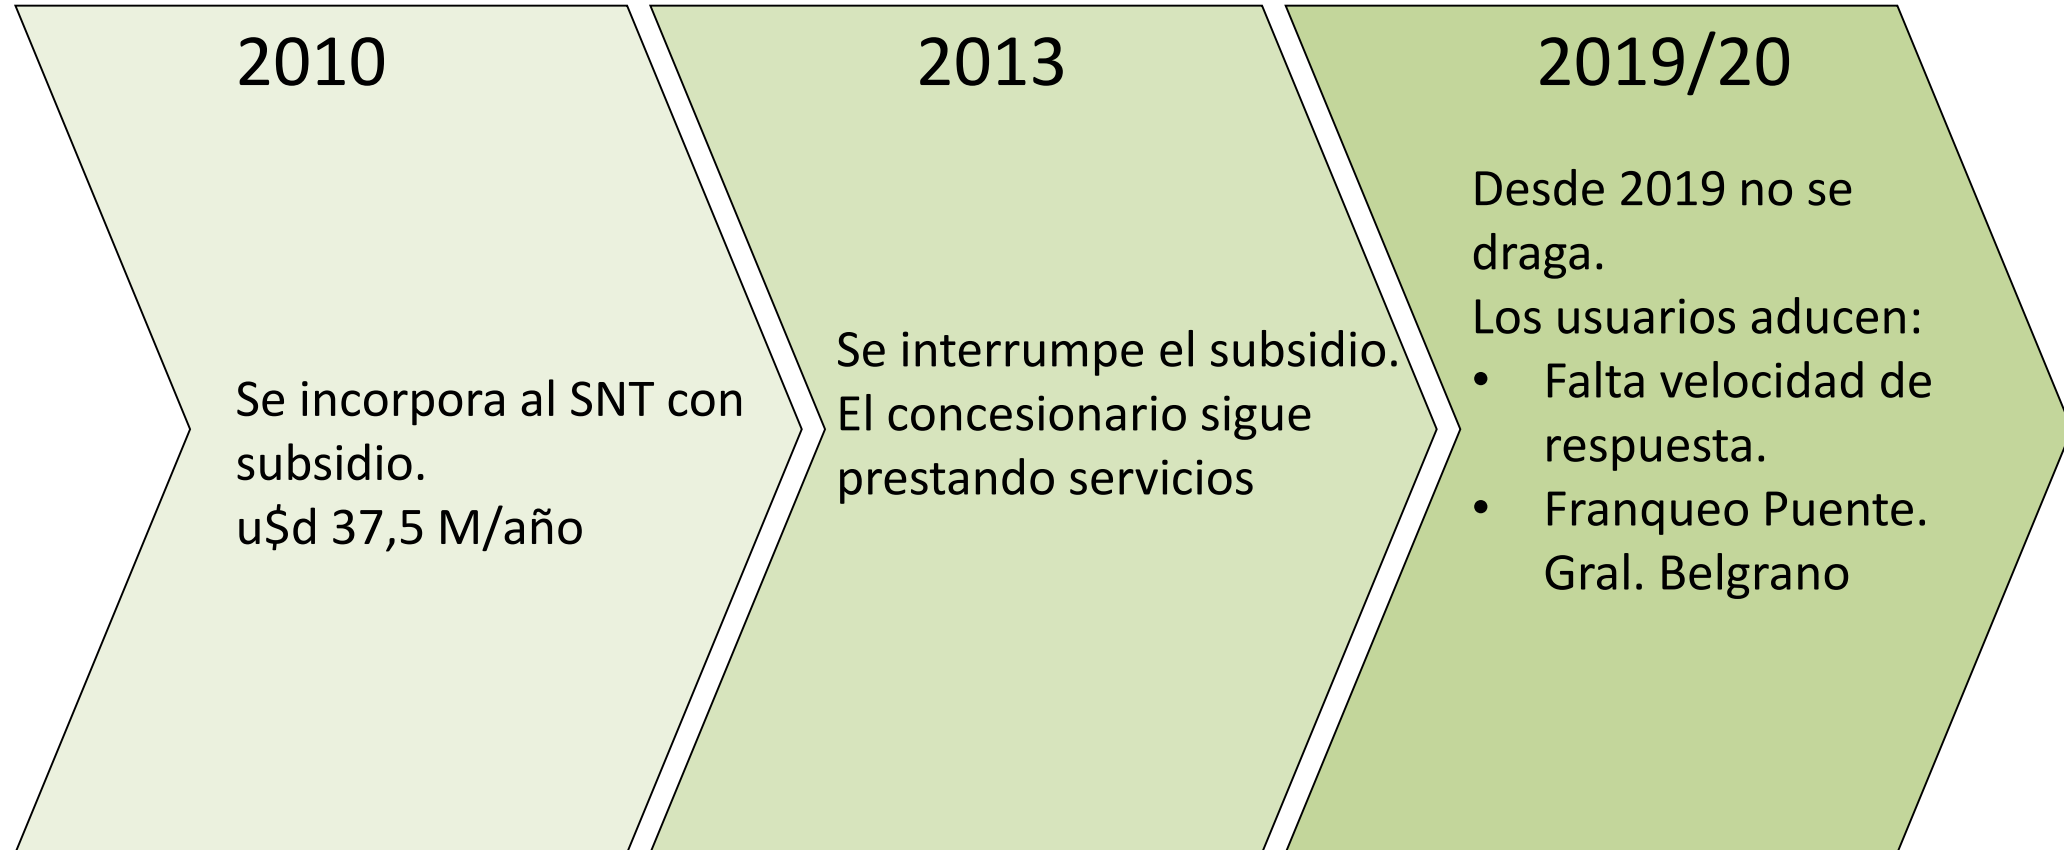 2010
Se incorpora al SNT con
subsidio.
u$d 37,5 M/año
2013
Se interrumpe el subsidio.
El concesionario sigue
prestando servicios
2019/20
Desde 2019 no se
draga.
Los usuarios aducen:
• Falta velocidad de
respuesta.
• Franqueo Puente.
Gral. Belgrano